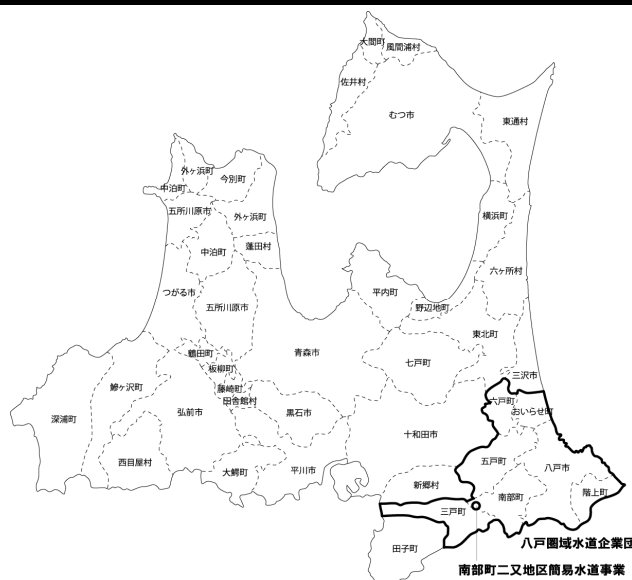 大間町
風間浦村
佐井村
むつ市
東通村
外ヶ浜町
今別町
中泊町
五所川原市
外ヶ浜町
横浜町
中泊町
蓬田村
六ヶ所村
つがる市
平内町
五所川原市
野辺地町
東北町
青森市
鶴田町
七戸町
板柳町
三沢市
鰺ヶ沢町
藤崎町
田舎館村
六戸町
おいらせ町
深浦町
弘前市
黒石市
十和田市
西目屋村
五戸町
八戸市
大鰐町
平川市
新郷村
南部町
階上町
三戸町
八戸圏域水道企業団
田子町
南部町二又地区簡易水道事業